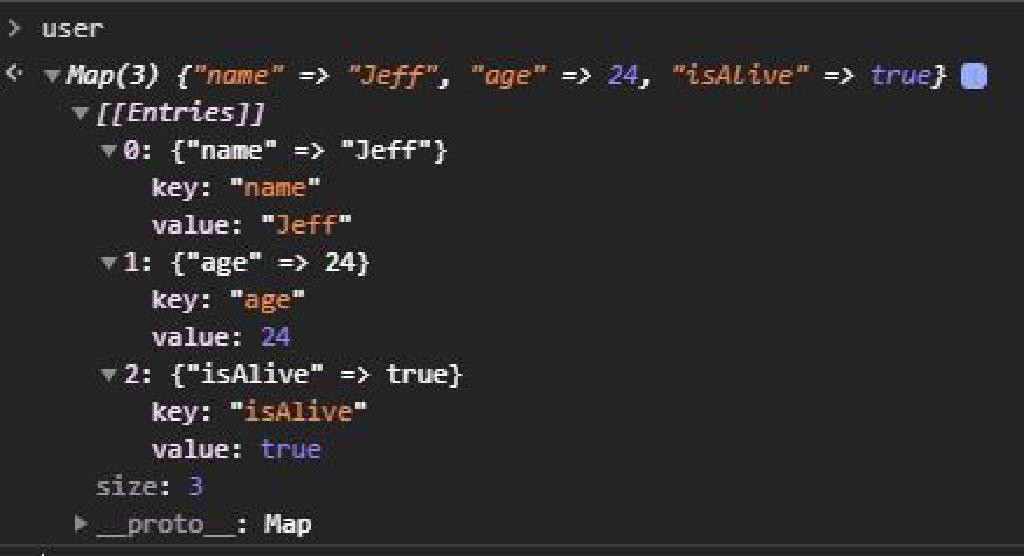 > user
Map(3) {"name" => "Jeff", "age" => 24, "isAlive" => true}
[[Entries]]
0: {"name" => "Jeff"}
key: "name"
value: "Jeff"
1: {"age" => 24}
key: "age"
value: 24
2: {"isAlive" => true}
key: "isAlive"
value: true
size: 3
__proto__: Map